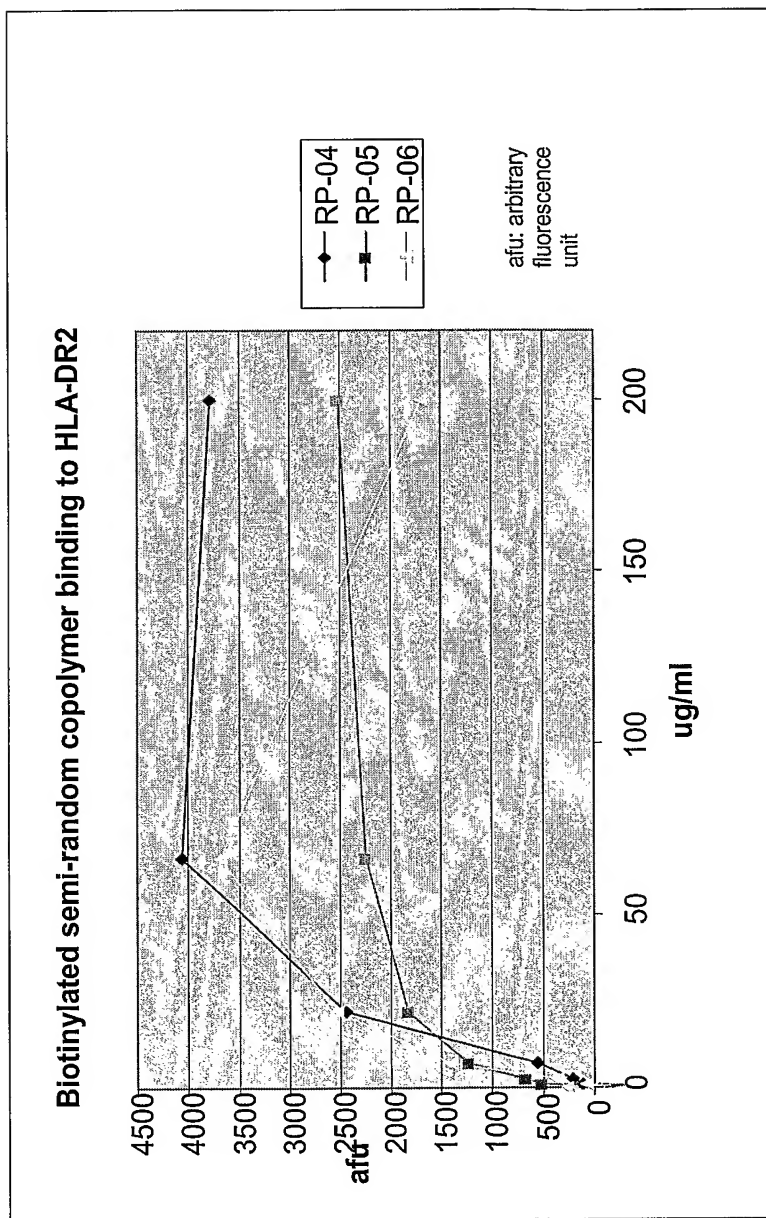 Biotinylated semi-random copolymer binding to HLA-DR2
4500
4000
3500
3000
2500
2000
1500
1000
500
0
afu
0
50
100
150
200
ug/ml
RP-04
RP-05
RP-06
afu: arbitrary
fluorescence
unit